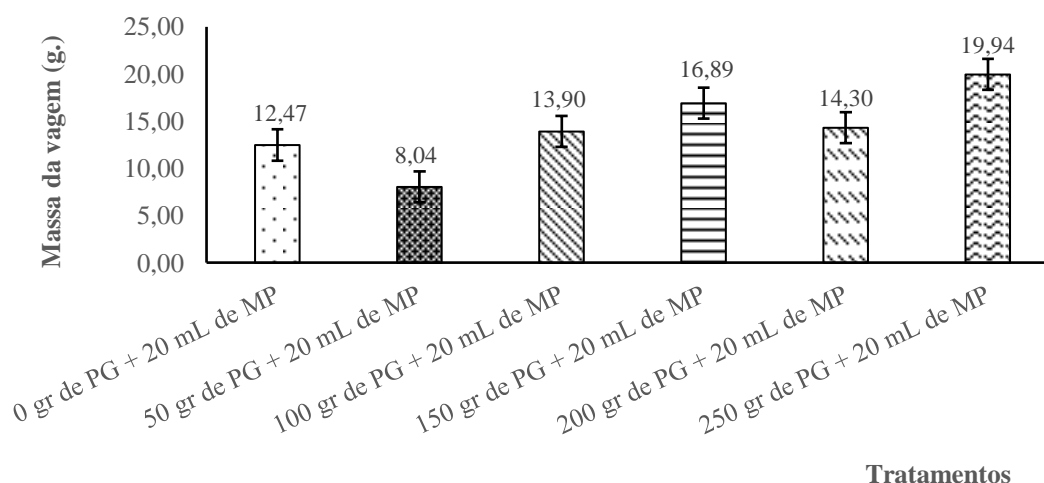 Massa da vagem (g.)
25,00
20,00
15,00
10,00
5,00
0,00
12,47
8,04
13,90
16,89
14,30
19,94
0 gr de PG + 20 mL de MP
50 gr de PG + 20 mL de MP
100 gr de PG + 20 mL de MP
150 gr de PG + 20 mL de MP
200 gr de PG + 20 mL de MP
250 gr de PG + 20 mL de MP
Tratamentos